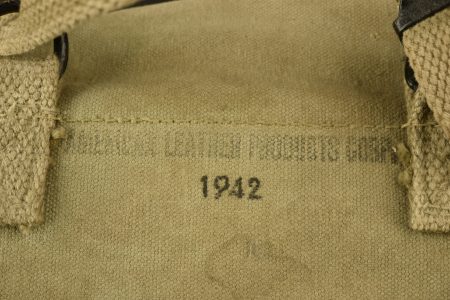 AMERICAN LEATHER PRODUCTS CORP.
1942